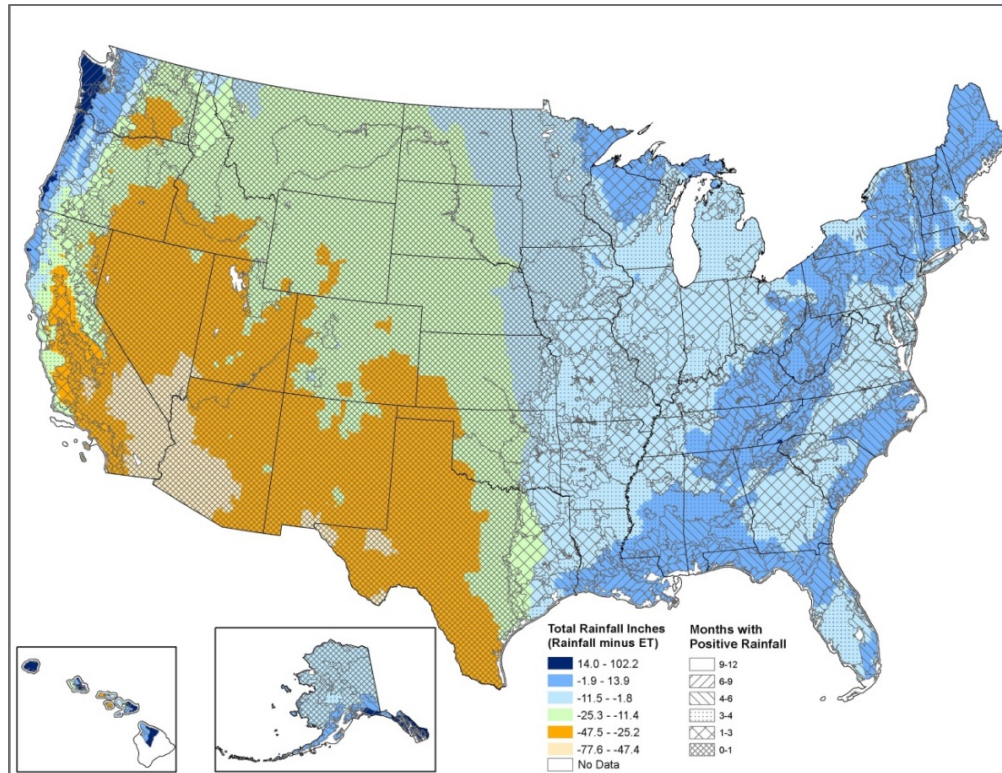 Total Rainfall Inches
(Rainfall minus ET)
14.0 - 102.2
-1.9 - 13.9
-11.5 - -1.8
-25.3 - -11.4
-47.5 - -25.2
-77.6 - -47.4
No Data
Months with
Positive Rainfall
9-12
6-9
4-6
3-4
1-3
0-1